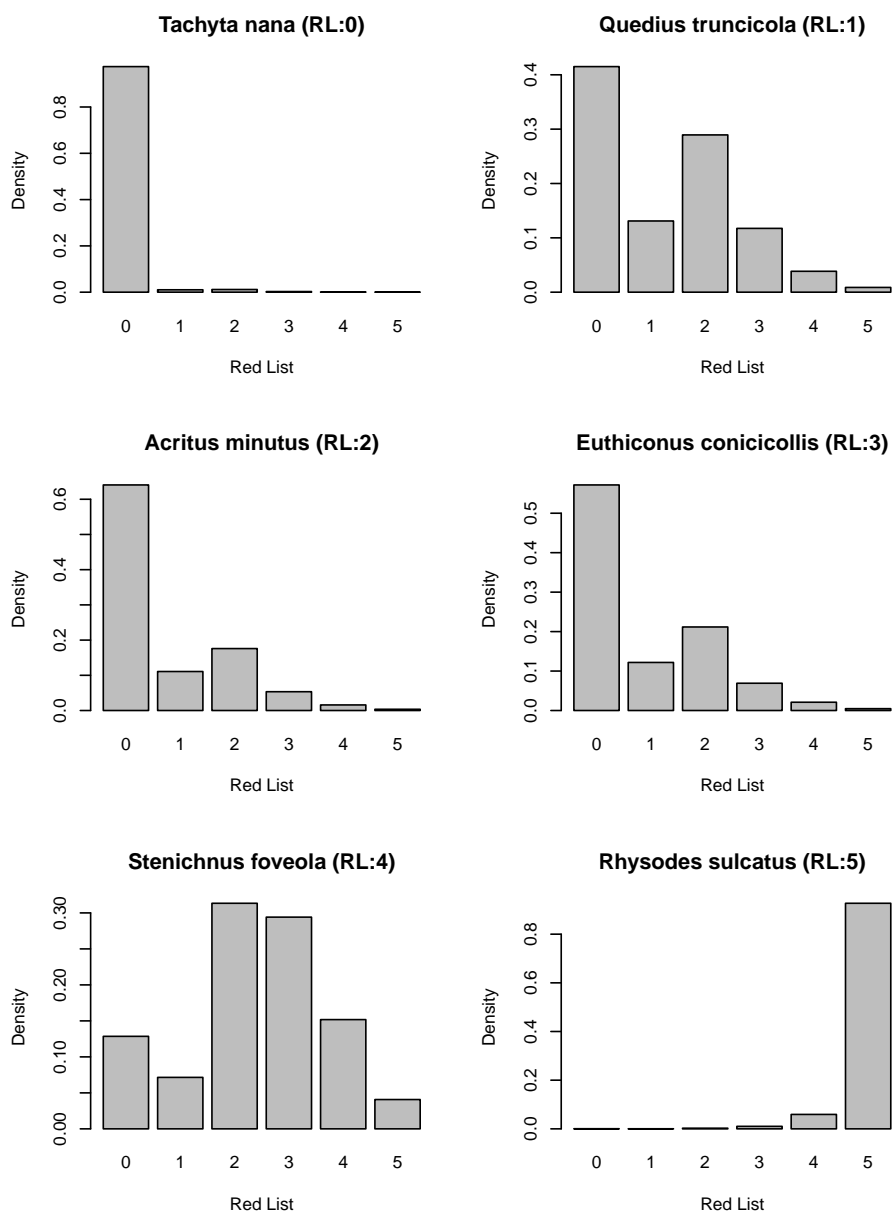 Tachyta nana (RL:0)
Density
0.0 0.2 0.4 0.6 0.8
0 1 2 3 4 5
Red List
Quedius truncicola (RL:1)
Density
0.0 0.1 0.2 0.3 0.4
0 1 2 3 4 5
Red List
Acritus minutus (RL:2)
Density
0.0 0.2 0.4 0.6
0 1 2 3 4 5
Red List
Euthiconus conicicollis (RL:3)
Density
0.0 0.1 0.2 0.3 0.4 0.5
0 1 2 3 4 5
Red List
Stenichnus foveola (RL:4)
Density
0.00 0.10 0.20 0.30
0 1 2 3 4 5
Red List
Rhysodes sulcatus (RL:5)
Density
0.0 0.2 0.4 0.6 0.8
0 1 2 3 4 5
Red List